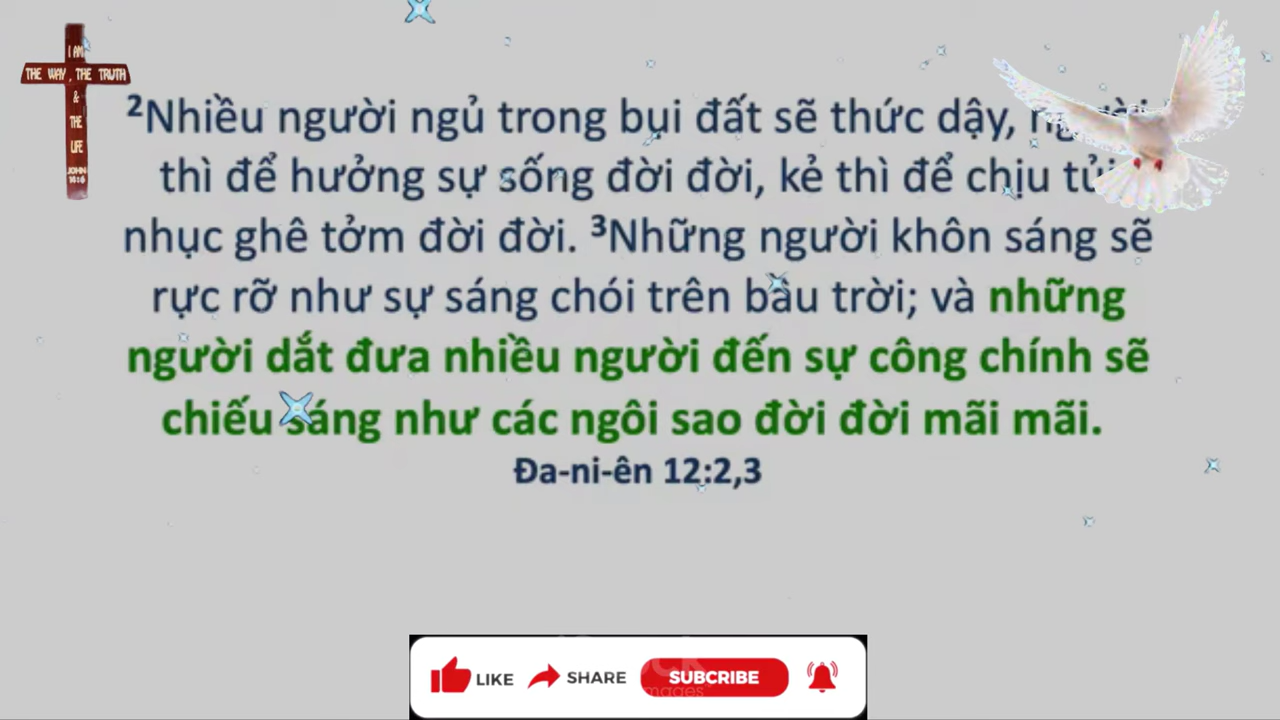 I AM
THE WAY, THE TRUTH
&
THE
LIFE
JOHN
14:6
²Nhiều người ngủ trong bụi đất sẽ thức dậy, người
thì để hưởng sự sống đời đời, kẻ thì để chịu tủi
nhục ghê tởm đời đời. ³Những người khôn sáng sẽ
rực rỡ như sự sáng chói trên bầu trời; và những
người dắt đưa nhiều người đến sự công chính sẽ
chiếu sáng như các ngôi sao đời đời mãi mãi.
Đa-ni-ên 12:2,3
LIKE SHARE SUBCRIBE